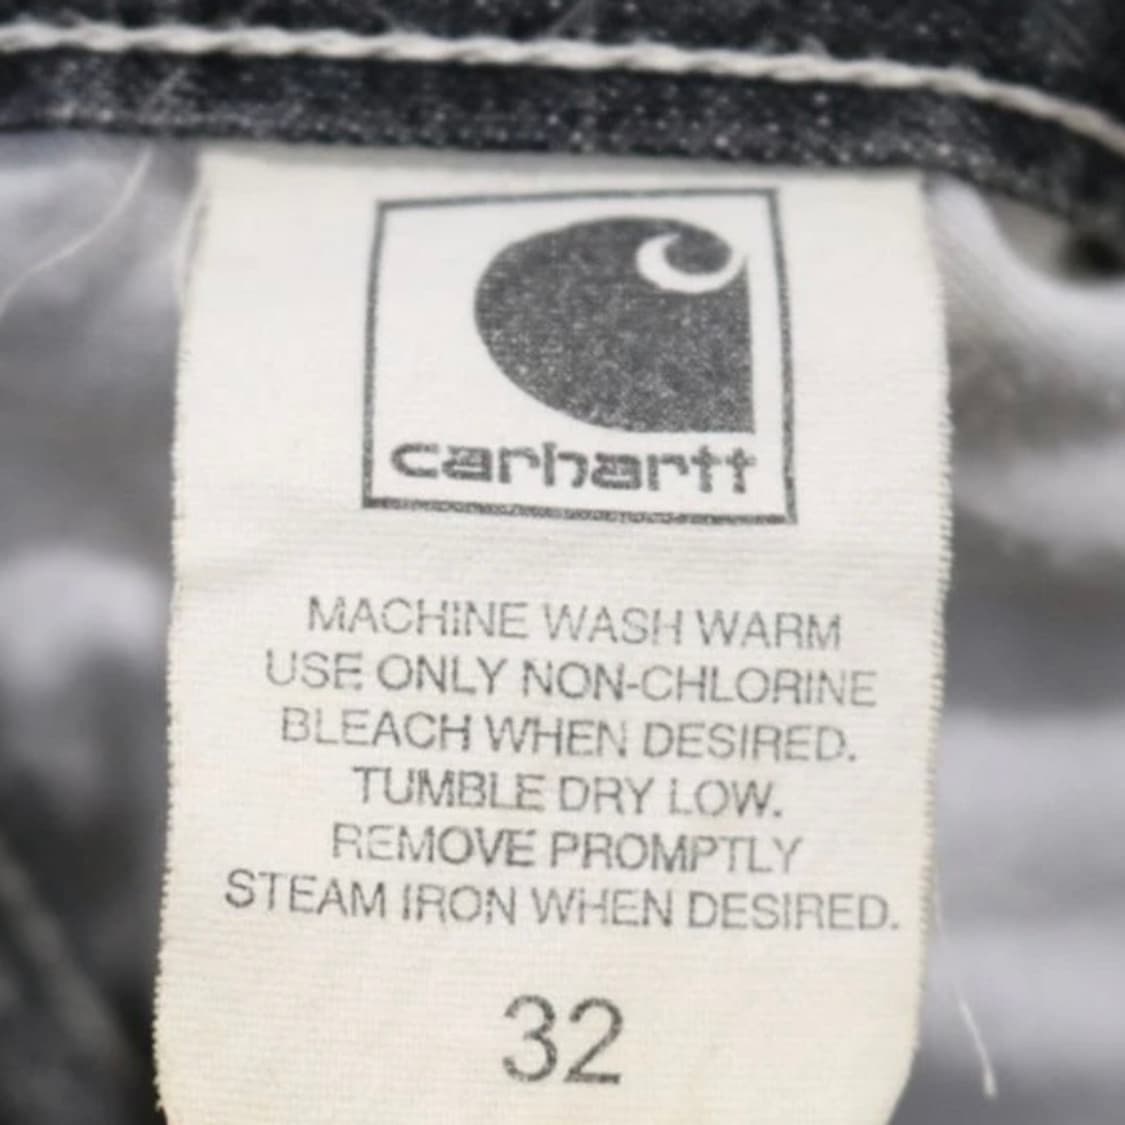 carhartt
MACHINE WASH WARM
USE ONLY NON-CHLORINE
BLEACH WHEN DESIRED.
TUMBLE DRY LOW.
REMOVE PROMPTLY
STEAM IRON WHEN DESIRED.
32